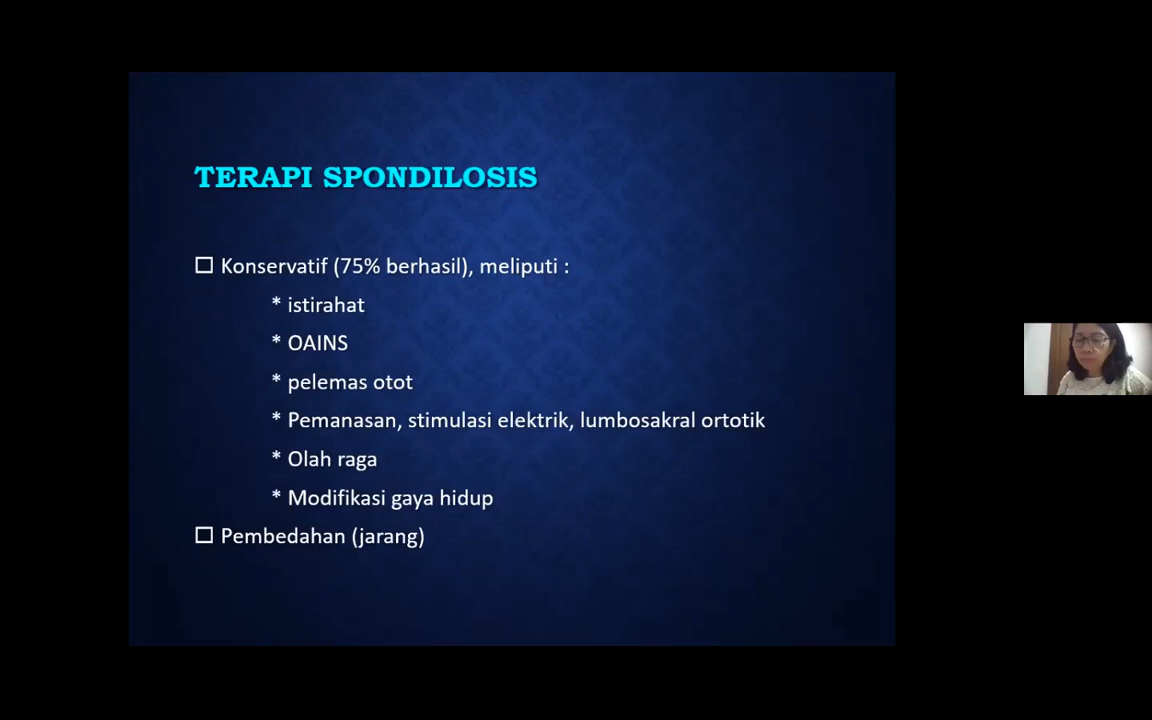 TERAPI SPONDILOSIS
Konservatif (75% berhasil), meliputi :
* istirahat
* OAINS
* pelemas otot
* Pemanasan, stimulasi elektrik, lumbosakral ortotik
* Olah raga
* Modifikasi gaya hidup
Pembedahan (jarang)